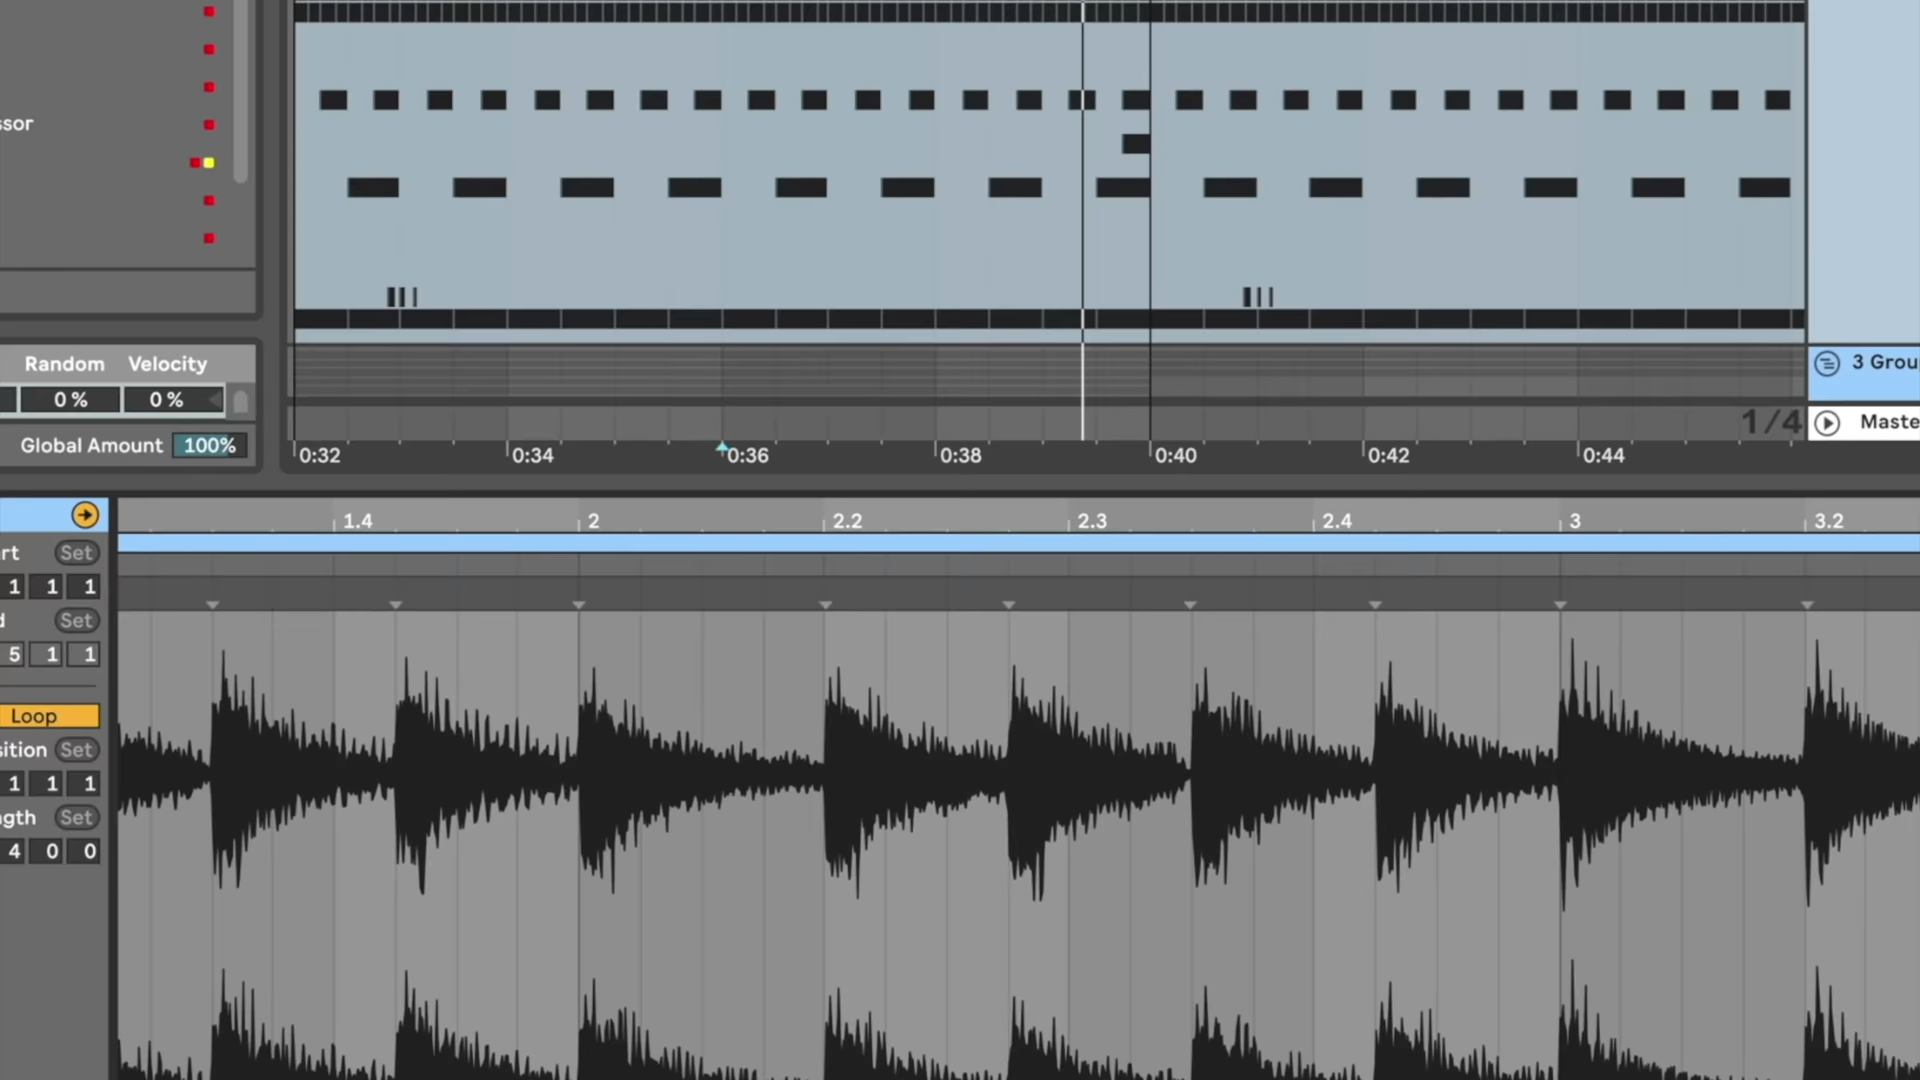 ssor
Random Velocity
0 % 0 %
Global Amount 100%
3 Grou
1/4 Maste
0:32 0:34 0:36 0:38 0:40 0:42 0:44
1.4 2 2.2 2.3 2.4 3 3.2
rt Set
1 1 1
d Set
5 1 1
Loop
sition Set
1 1 1
ngth Set
4 0 0